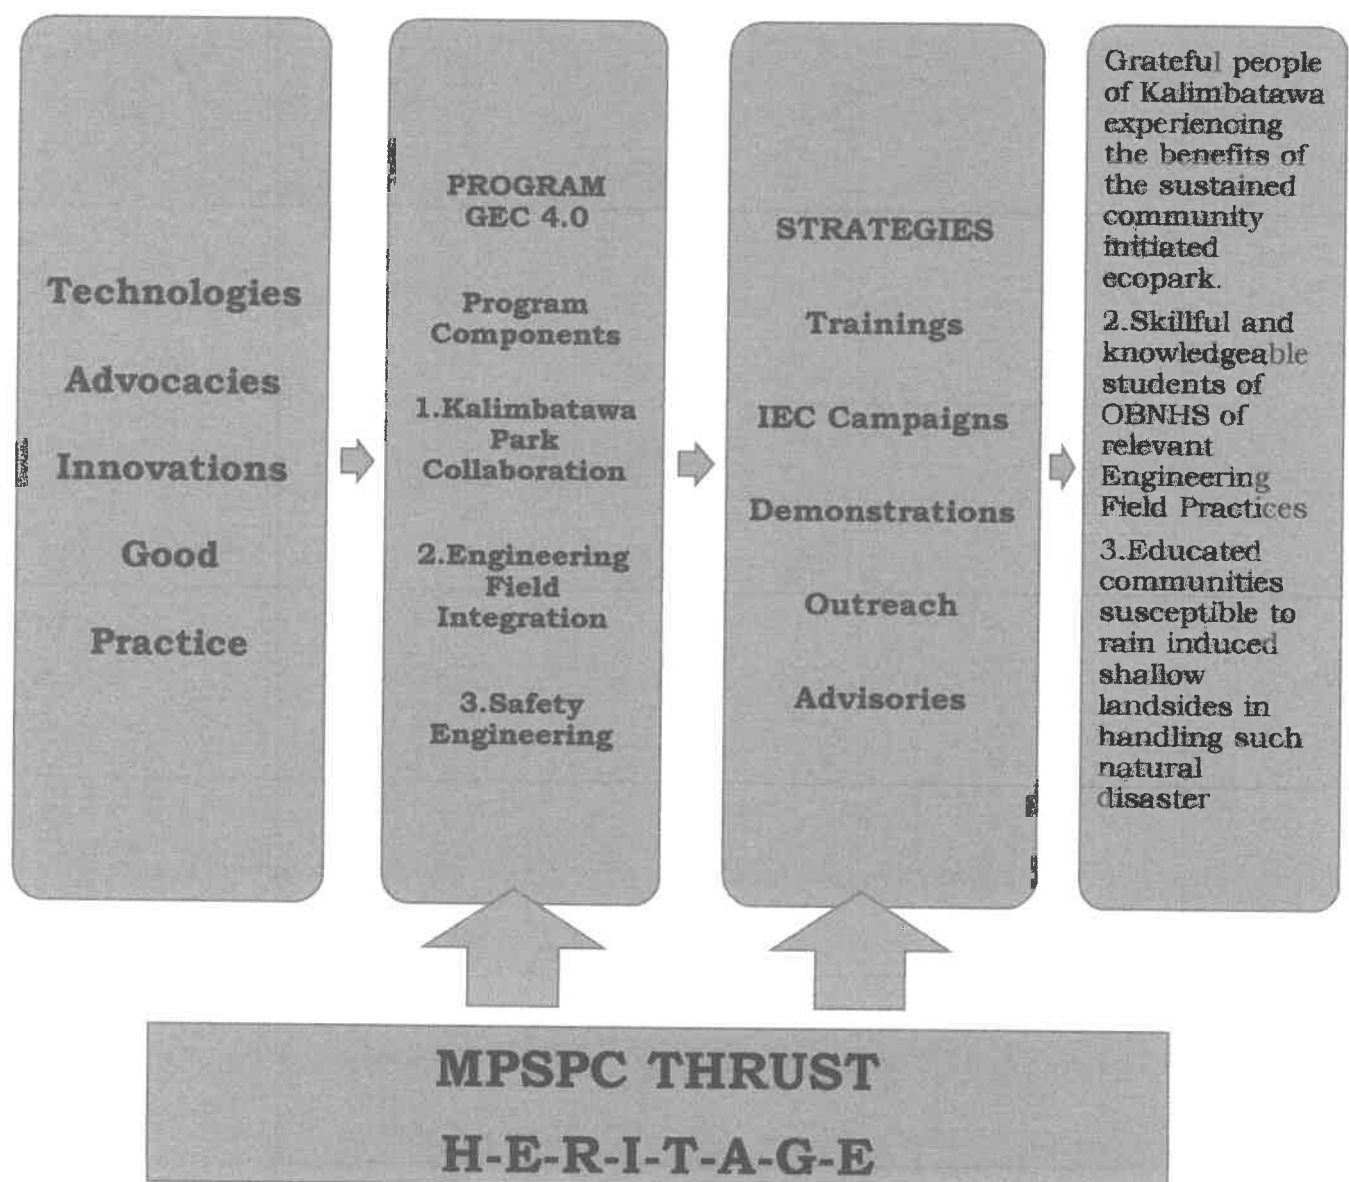 Technologies
Advocacies
Innovations
Good
Practice
PROGRAM
GEC 4.0
Program
Components
1.Kalimbatawa
Park
Collaboration
2.Engineering
Field
Integration
3.Safety
Engineering
STRATEGIES
Trainings
IEC Campaigns
Demonstrations
Outreach
Advisories
Grateful people
of Kalimbatawa
experiencing
the benefits of
the sustained
community
initiated
ecopark.
2.Skillful and
knowledgeable
students of
OBNHS of
relevant
Engineering
Field Practices
3.Educated
communities
susceptible to
rain induced
shallow
landsides in
handling such
natural
disaster
MPSPC THRUST
H-E-R-I-T-A-G-E